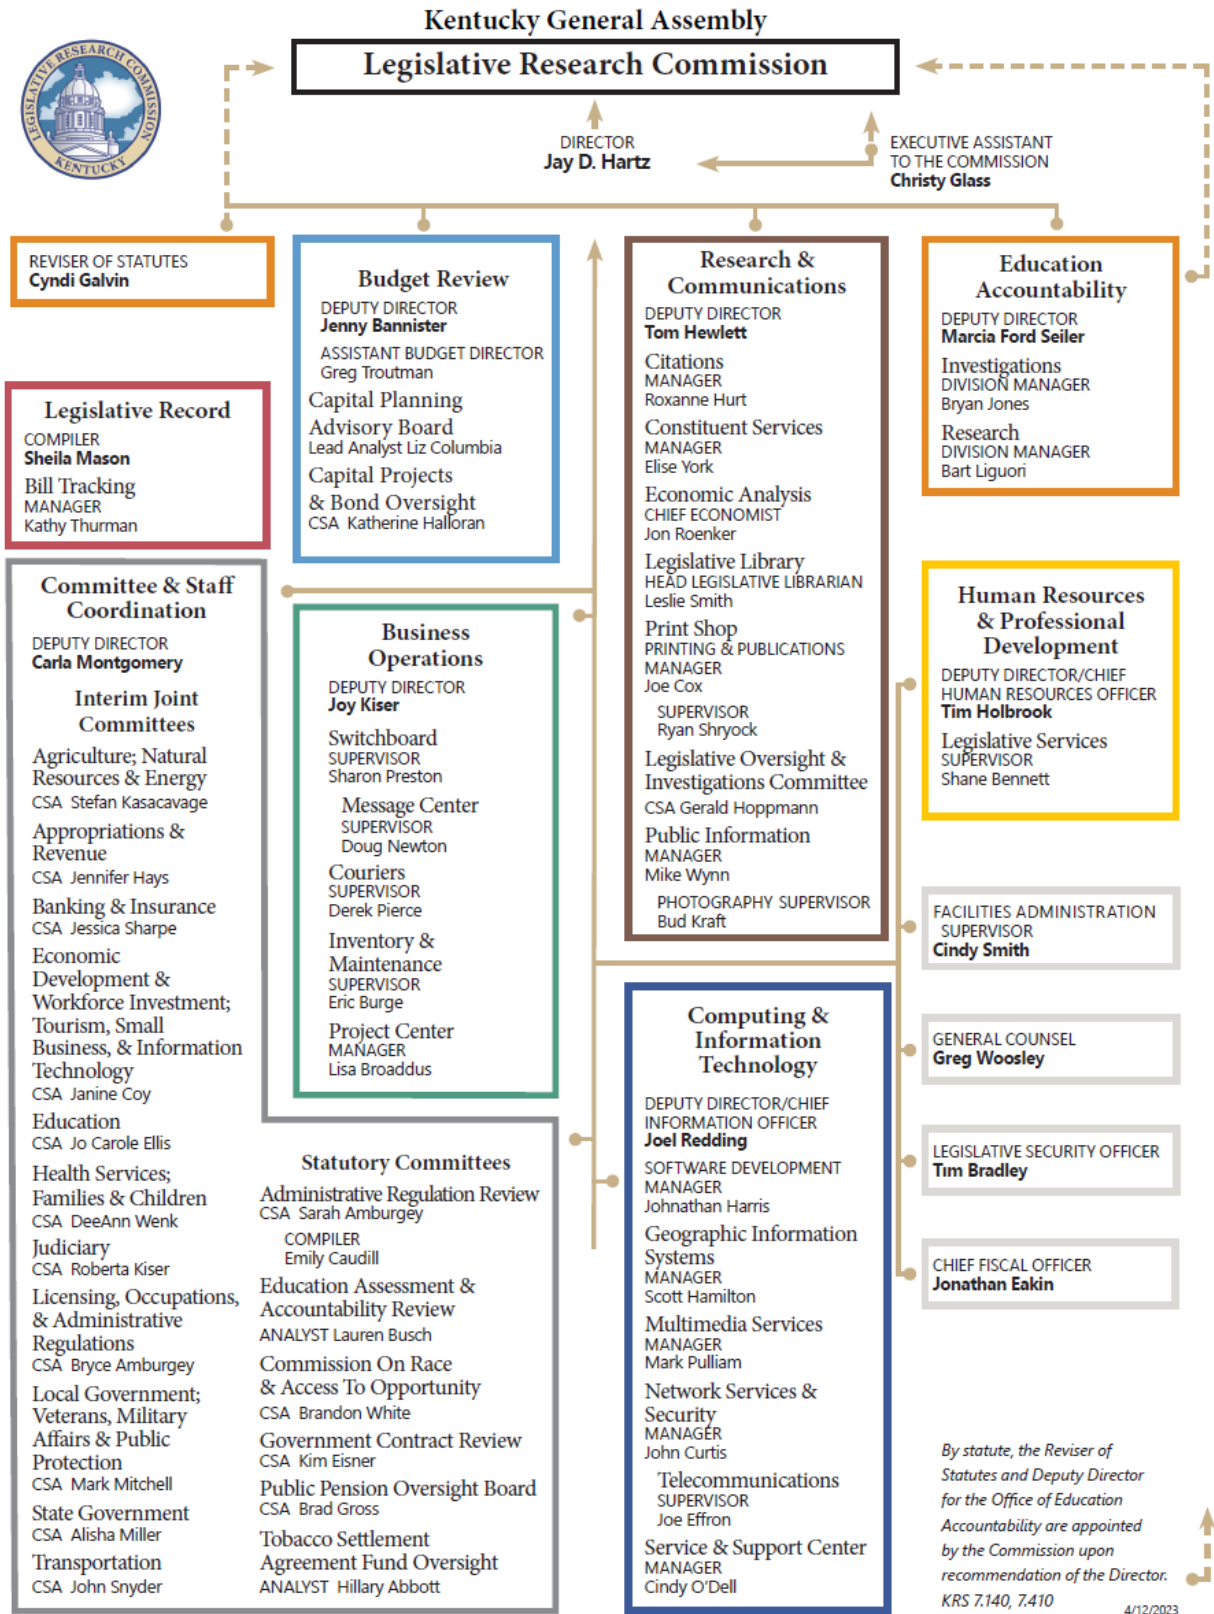 Kentucky General Assembly
Legislative Research Commission
LEGISLATIVE RESEARCH COMMISSION
KENTUCKY
DIRECTOR
Jay D. Hartz
EXECUTIVE ASSISTANT
TO THE COMMISSION
Christy Glass
REVISER OF STATUTES
Cyndi Galvin
Legislative Record
COMPILER
Sheila Mason
Bill Tracking
MANAGER
Kathy Thurman
Budget Review
DEPUTY DIRECTOR
Jenny Bannister
ASSISTANT BUDGET DIRECTOR
Greg Troutman
Capital Planning
Advisory Board
Lead Analyst Liz Columbia
Capital Projects
& Bond Oversight
CSA Katherine Halloran
Research &
Communications
DEPUTY DIRECTOR
Tom Hewlett
Citations
MANAGER
Roxanne Hurt
Constituent Services
MANAGER
Elise York
Economic Analysis
CHIEF ECONOMIST
Jon Roenker
Legislative Library
HEAD LEGISLATIVE LIBRARIAN
Leslie Smith
Print Shop
PRINTING & PUBLICATIONS
MANAGER
Joe Cox
SUPERVISOR
Ryan Shryock
Legislative Oversight &
Investigations Committee
CSA Gerald Hoppmann
Public Information
MANAGER
Mike Wynn
PHOTOGRAPHY SUPERVISOR
Bud Kraft
Education
Accountability
DEPUTY DIRECTOR
Marcia Ford Seiler
Investigations
DIVISION MANAGER
Bryan Jones
Research
DIVISION MANAGER
Bart Liguori
Committee & Staff
Coordination
DEPUTY DIRECTOR
Carla Montgomery
Interim Joint
Committees
Agriculture; Natural
Resources & Energy
CSA Stefan Kasacavage
Appropriations &
Revenue
CSA Jennifer Hays
Banking & Insurance
CSA Jessica Sharpe
Economic
Development &
Workforce Investment;
Tourism, Small
Business, & Information
Technology
CSA Janine Coy
Education
CSA Jo Carole Ellis
Health Services;
Families & Children
CSA DeeAnn Wenk
Judiciary
CSA Roberta Kiser
Licensing, Occupations,
& Administrative
Regulations
CSA Bryce Amburgey
Local Government;
Veterans, Military
Affairs & Public
Protection
CSA Mark Mitchell
State Government
CSA Alisha Miller
Transportation
CSA John Snyder
Statutory Committees
Administrative Regulation Review
CSA Sarah Amburgey
COMPILER
Emily Caudill
Education Assessment &
Accountability Review
ANALYST Lauren Busch
Commission On Race
& Access To Opportunity
CSA Brandon White
Government Contract Review
CSA Kim Eisner
Public Pension Oversight Board
CSA Brad Gross
Tobacco Settlement
Agreement Fund Oversight
ANALYST Hillary Abbott
Business
Operations
DEPUTY DIRECTOR
Joy Kiser
Switchboard
SUPERVISOR
Sharon Preston
Message Center
SUPERVISOR
Doug Newton
Couriers
SUPERVISOR
Derek Pierce
Inventory &
Maintenance
SUPERVISOR
Eric Burge
Project Center
MANAGER
Lisa Broaddus
Computing &
Information
Technology
DEPUTY DIRECTOR/CHIEF
INFORMATION OFFICER
Joel Redding
SOFTWARE DEVELOPMENT
MANAGER
Johnathan Harris
Geographic Information
Systems
MANAGER
Scott Hamilton
Multimedia Services
MANAGER
Mark Pulliam
Network Services &
Security
MANAGER
John Curtis
Telecommunications
SUPERVISOR
Joe Effron
Service & Support Center
MANAGER
Cindy O'Dell
Human Resources
& Professional
Development
DEPUTY DIRECTOR/CHIEF
HUMAN RESOURCES OFFICER
Tim Holbrook
Legislative Services
SUPERVISOR
Shane Bennett
FACILITIES ADMINISTRATION
SUPERVISOR
Cindy Smith
GENERAL COUNSEL
Greg Woosley
LEGISLATIVE SECURITY OFFICER
Tim Bradley
CHIEF FISCAL OFFICER
Jonathan Eakin
By statute, the Reviser of
Statutes and Deputy Director
for the Office of Education
Accountability are appointed
by the Commission upon
recommendation of the Director.
KRS 7.140, 7.410
4/12/2023